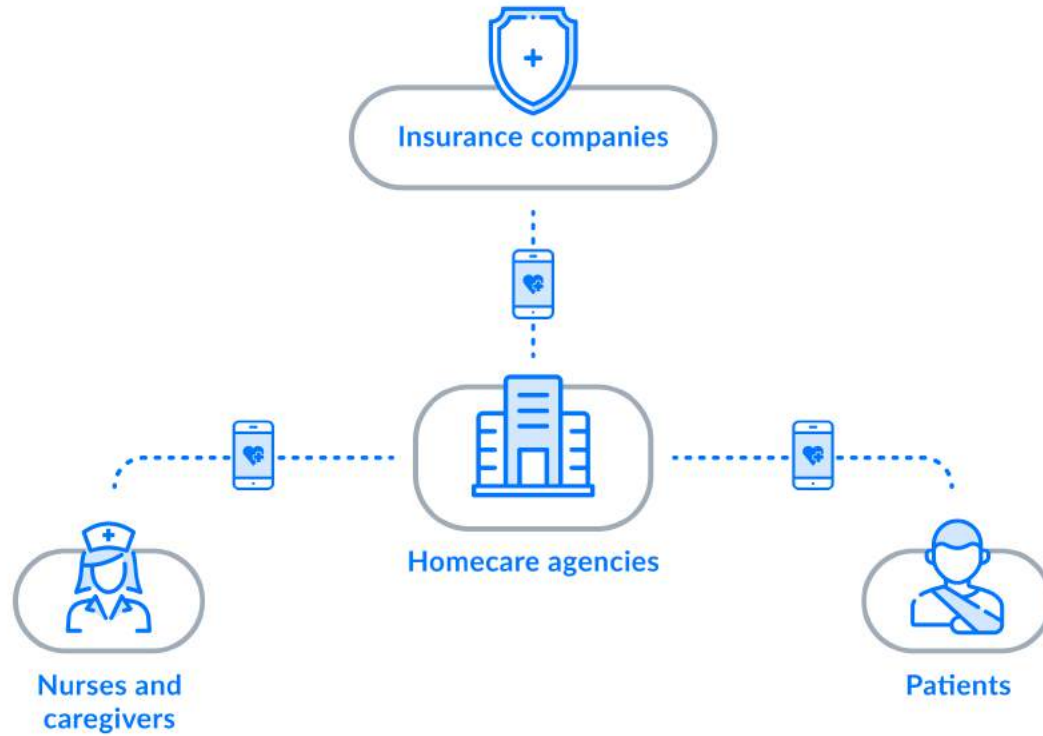 Insurance companies
Homecare agencies
Nurses and
caregivers
Patients